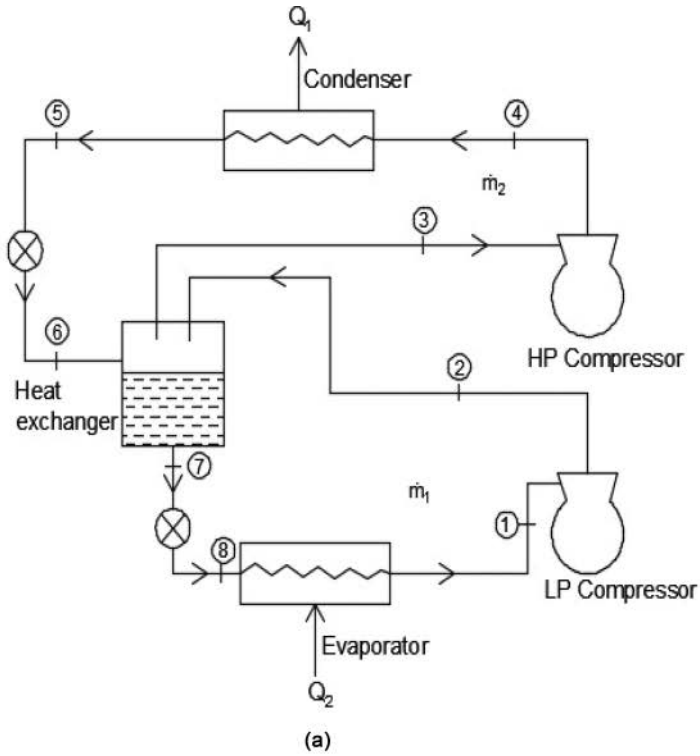 Q₁
Condenser
⑤
④
ṁ₂
③
⑥
HP Compressor
②
Heat
exchanger
⑦
ṁ₁
①
⑧
LP Compressor
Evaporator
Q₂
(a)